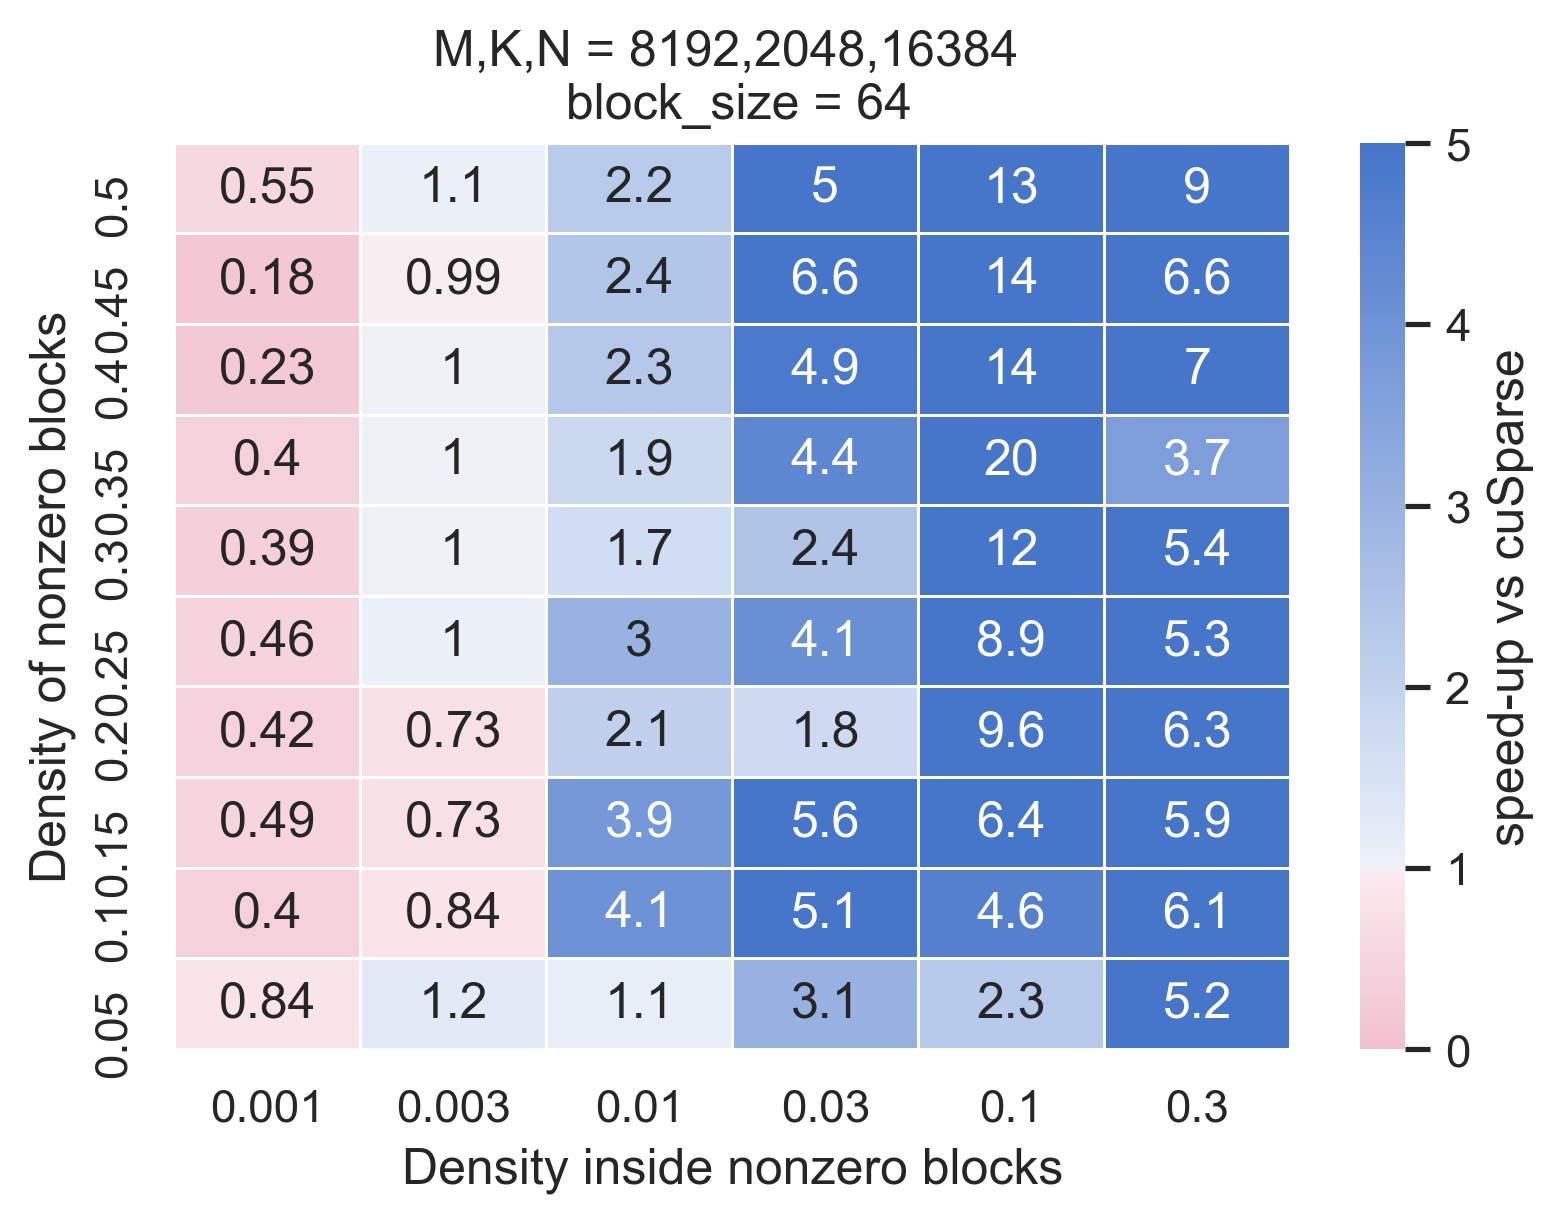 M,K,N = 8192,2048,16384
block_size = 64
Density of nonzero blocks
0.5 0.55 1.1 2.2 5 13 9
0.45 0.18 0.99 2.4 6.6 14 6.6
0.4 0.23 1 2.3 4.9 14 7
0.35 0.4 1 1.9 4.4 20 3.7
0.3 0.39 1 1.7 2.4 12 5.4
0.25 0.46 1 3 4.1 8.9 5.3
0.2 0.42 0.73 2.1 1.8 9.6 6.3
0.15 0.49 0.73 3.9 5.6 6.4 5.9
0.1 0.4 0.84 4.1 5.1 4.6 6.1
0.05 0.84 1.2 1.1 3.1 2.3 5.2
0.001 0.003 0.01 0.03 0.1 0.3
Density inside nonzero blocks
5
4
3
2
1
0
speed-up vs cuSparse